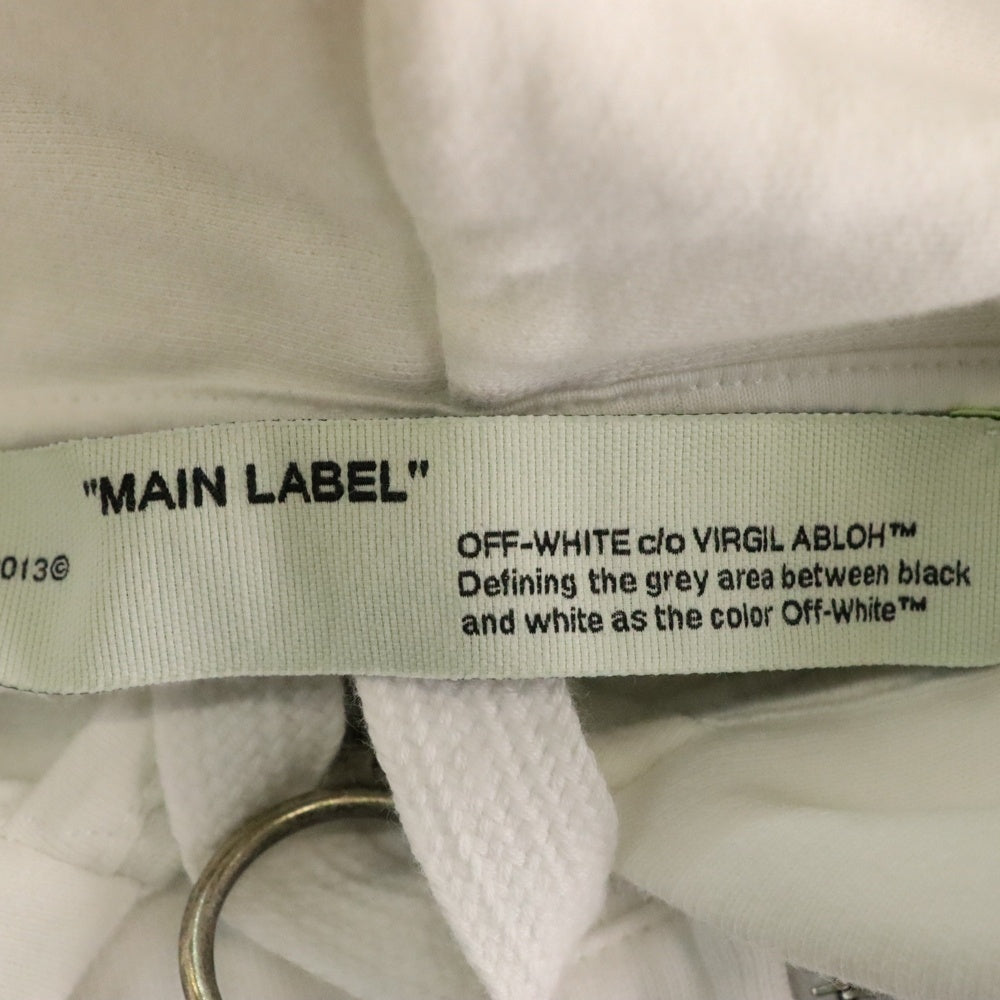 "MAIN LABEL"
OFF-WHITE c/o VIRGIL ABLOH™
013©
Defining the grey area between black
and white as the color Off-White™